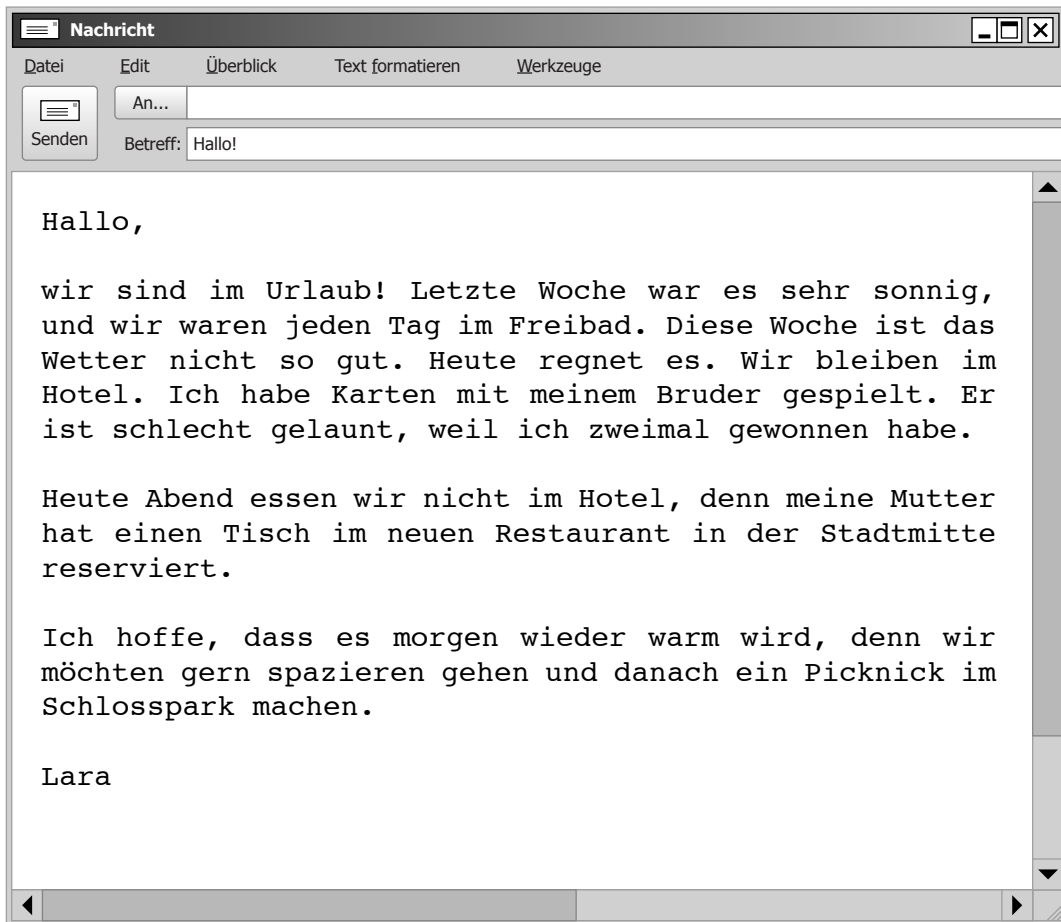 Nachricht
Datei Edit Überblick Text formatieren Werkzeuge
An...
Senden
Betreff: Hallo!
Hallo,
wir sind im Urlaub! Letzte Woche war es sehr sonnig,
und wir waren jeden Tag im Freibad. Diese Woche ist das
Wetter nicht so gut. Heute regnet es. Wir bleiben im
Hotel. Ich habe Karten mit meinem Bruder gespielt. Er
ist schlecht gelaunt, weil ich zweimal gewonnen habe.
Heute Abend essen wir nicht im Hotel, denn meine Mutter
hat einen Tisch im neuen Restaurant in der Stadtmitte
reserviert.
Ich hoffe, dass es morgen wieder warm wird, denn wir
möchten gern spazieren gehen und danach ein Picknick im
Schlosspark machen.
Lara